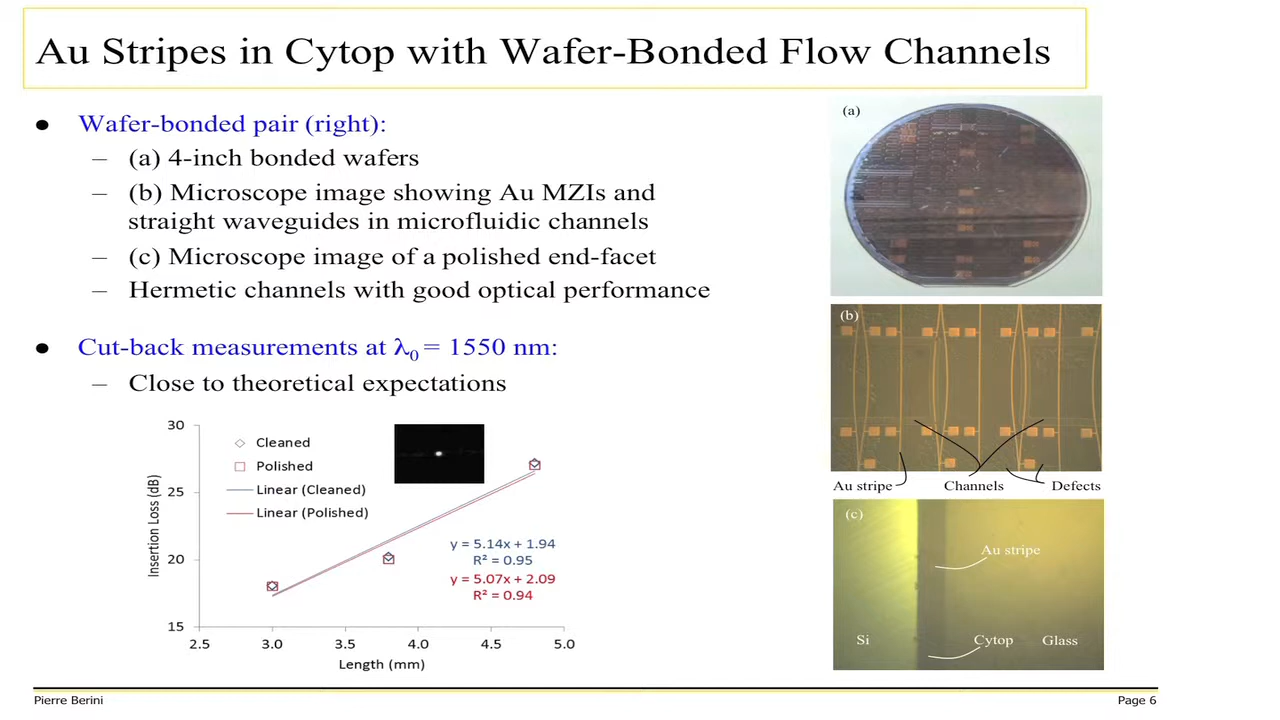 Au Stripes in Cytop with Wafer-Bonded Flow Channels
● Wafer-bonded pair (right):
– (a) 4-inch bonded wafers
– (b) Microscope image showing Au MZIs and
straight waveguides in microfluidic channels
– (c) Microscope image of a polished end-facet
– Hermetic channels with good optical performance
● Cut-back measurements at λ0 = 1550 nm:
– Close to theoretical expectations
30
25
20
15
Insertion Loss (dB)
Cleaned
Polished
Linear (Cleaned)
Linear (Polished)
y = 5.14x + 1.94
R² = 0.95
y = 5.07x + 2.09
R² = 0.94
2.5 3.0 3.5 4.0 4.5 5.0
Length (mm)
(a)
(b)
Au stripe Channels Defects
(c)
Au stripe
Si Cytop Glass
Pierre Berini Page 6